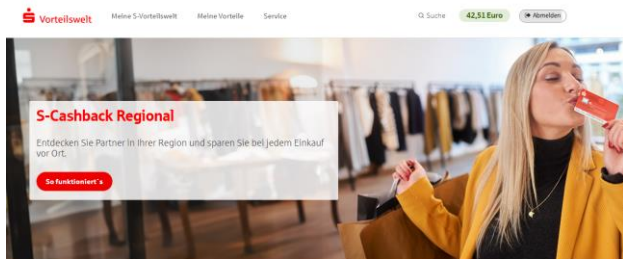 Vorteilswelt
Meine S-Vorteilswelt Meine Vorteile Service
Suche 42,51 Euro Abmelden
S-Cashback Regional
Entdecken Sie Partner in Ihrer Region und sparen Sie bei jedem Einkauf
vor Ort.
So funktioniert`s